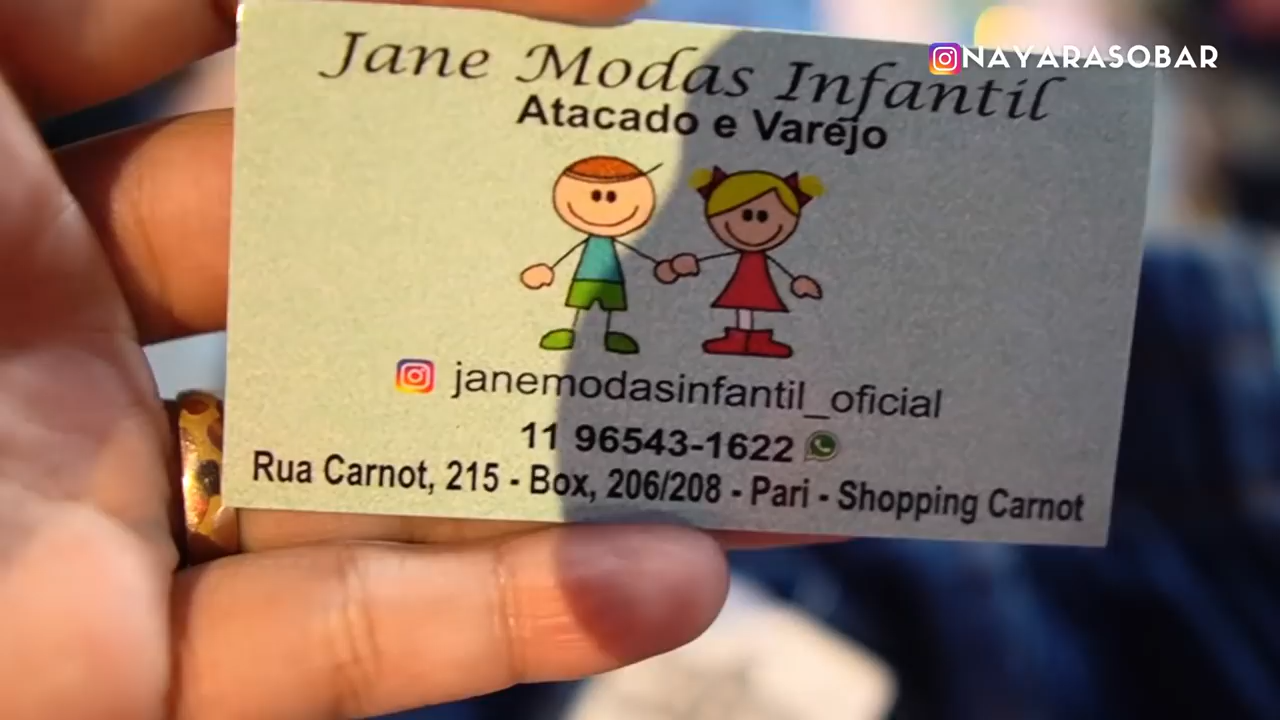 NAYARASOBAR
Jane Modas Infantil
Atacado e Varejo
janemodasinfantil_oficial
11 96543-1622
Rua Carnot, 215 - Box, 206/208 - Pari - Shopping Carnot